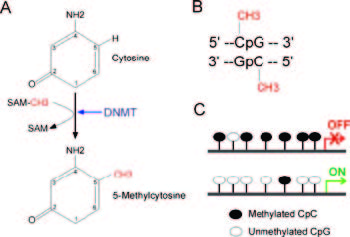 A
NH2
4
3
5
H
2
6
1
O
Cytosine
SAM-CH3
DNMT
SAM
NH2
4
3
5
CH3
2
6
1
O
5-Methylcytosine
B
CH3
5' --CpG-- 3'
3' --GpC-- 5'
CH3
C
OFF
ON
Methylated CpC
Unmethylated CpG